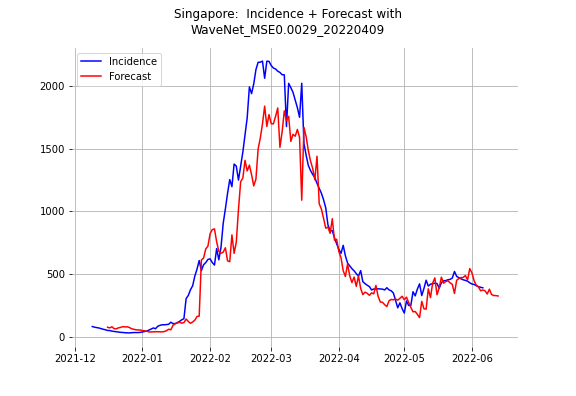 Singapore:  Incidence + Forecast with
WaveNet_MSE0.0029_20220409
Incidence
Forecast
2000
1500
1000
500
0
2021-12 2022-01 2022-02 2022-03 2022-04 2022-05 2022-06